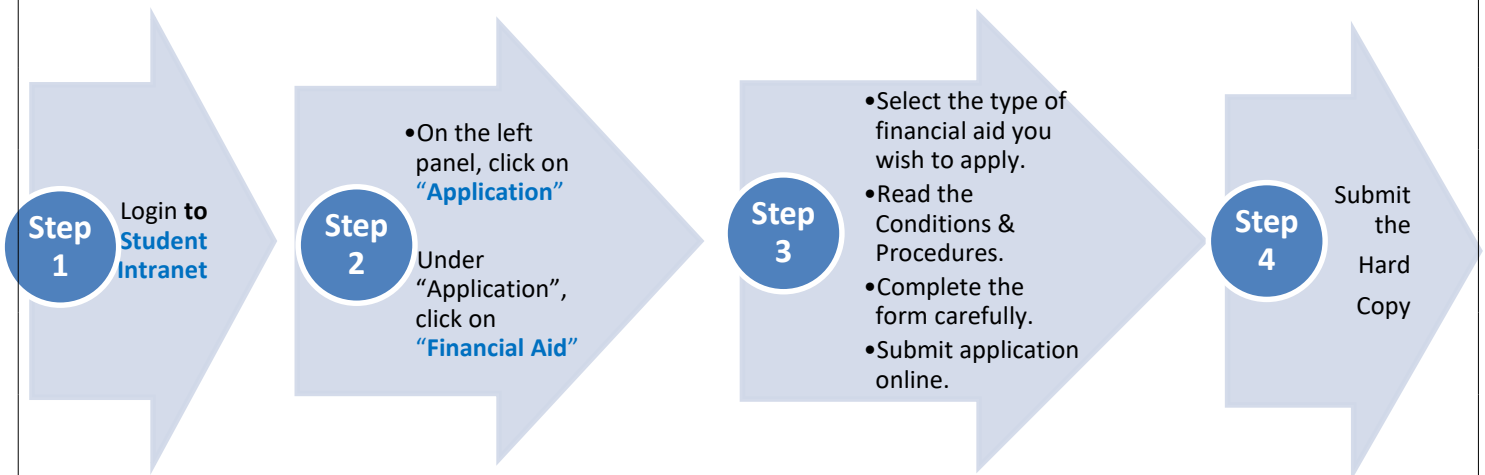 Step
1
Login to
Student
Intranet
Step
2
•On the left
panel, click on
“Application”
Under
“Application”,
click on
“Financial Aid”
Step
3
•Select the type of
financial aid you
wish to apply.
•Read the
Conditions &
Procedures.
•Complete the
form carefully.
•Submit application
online.
Step
4
Submit
the
Hard
Copy